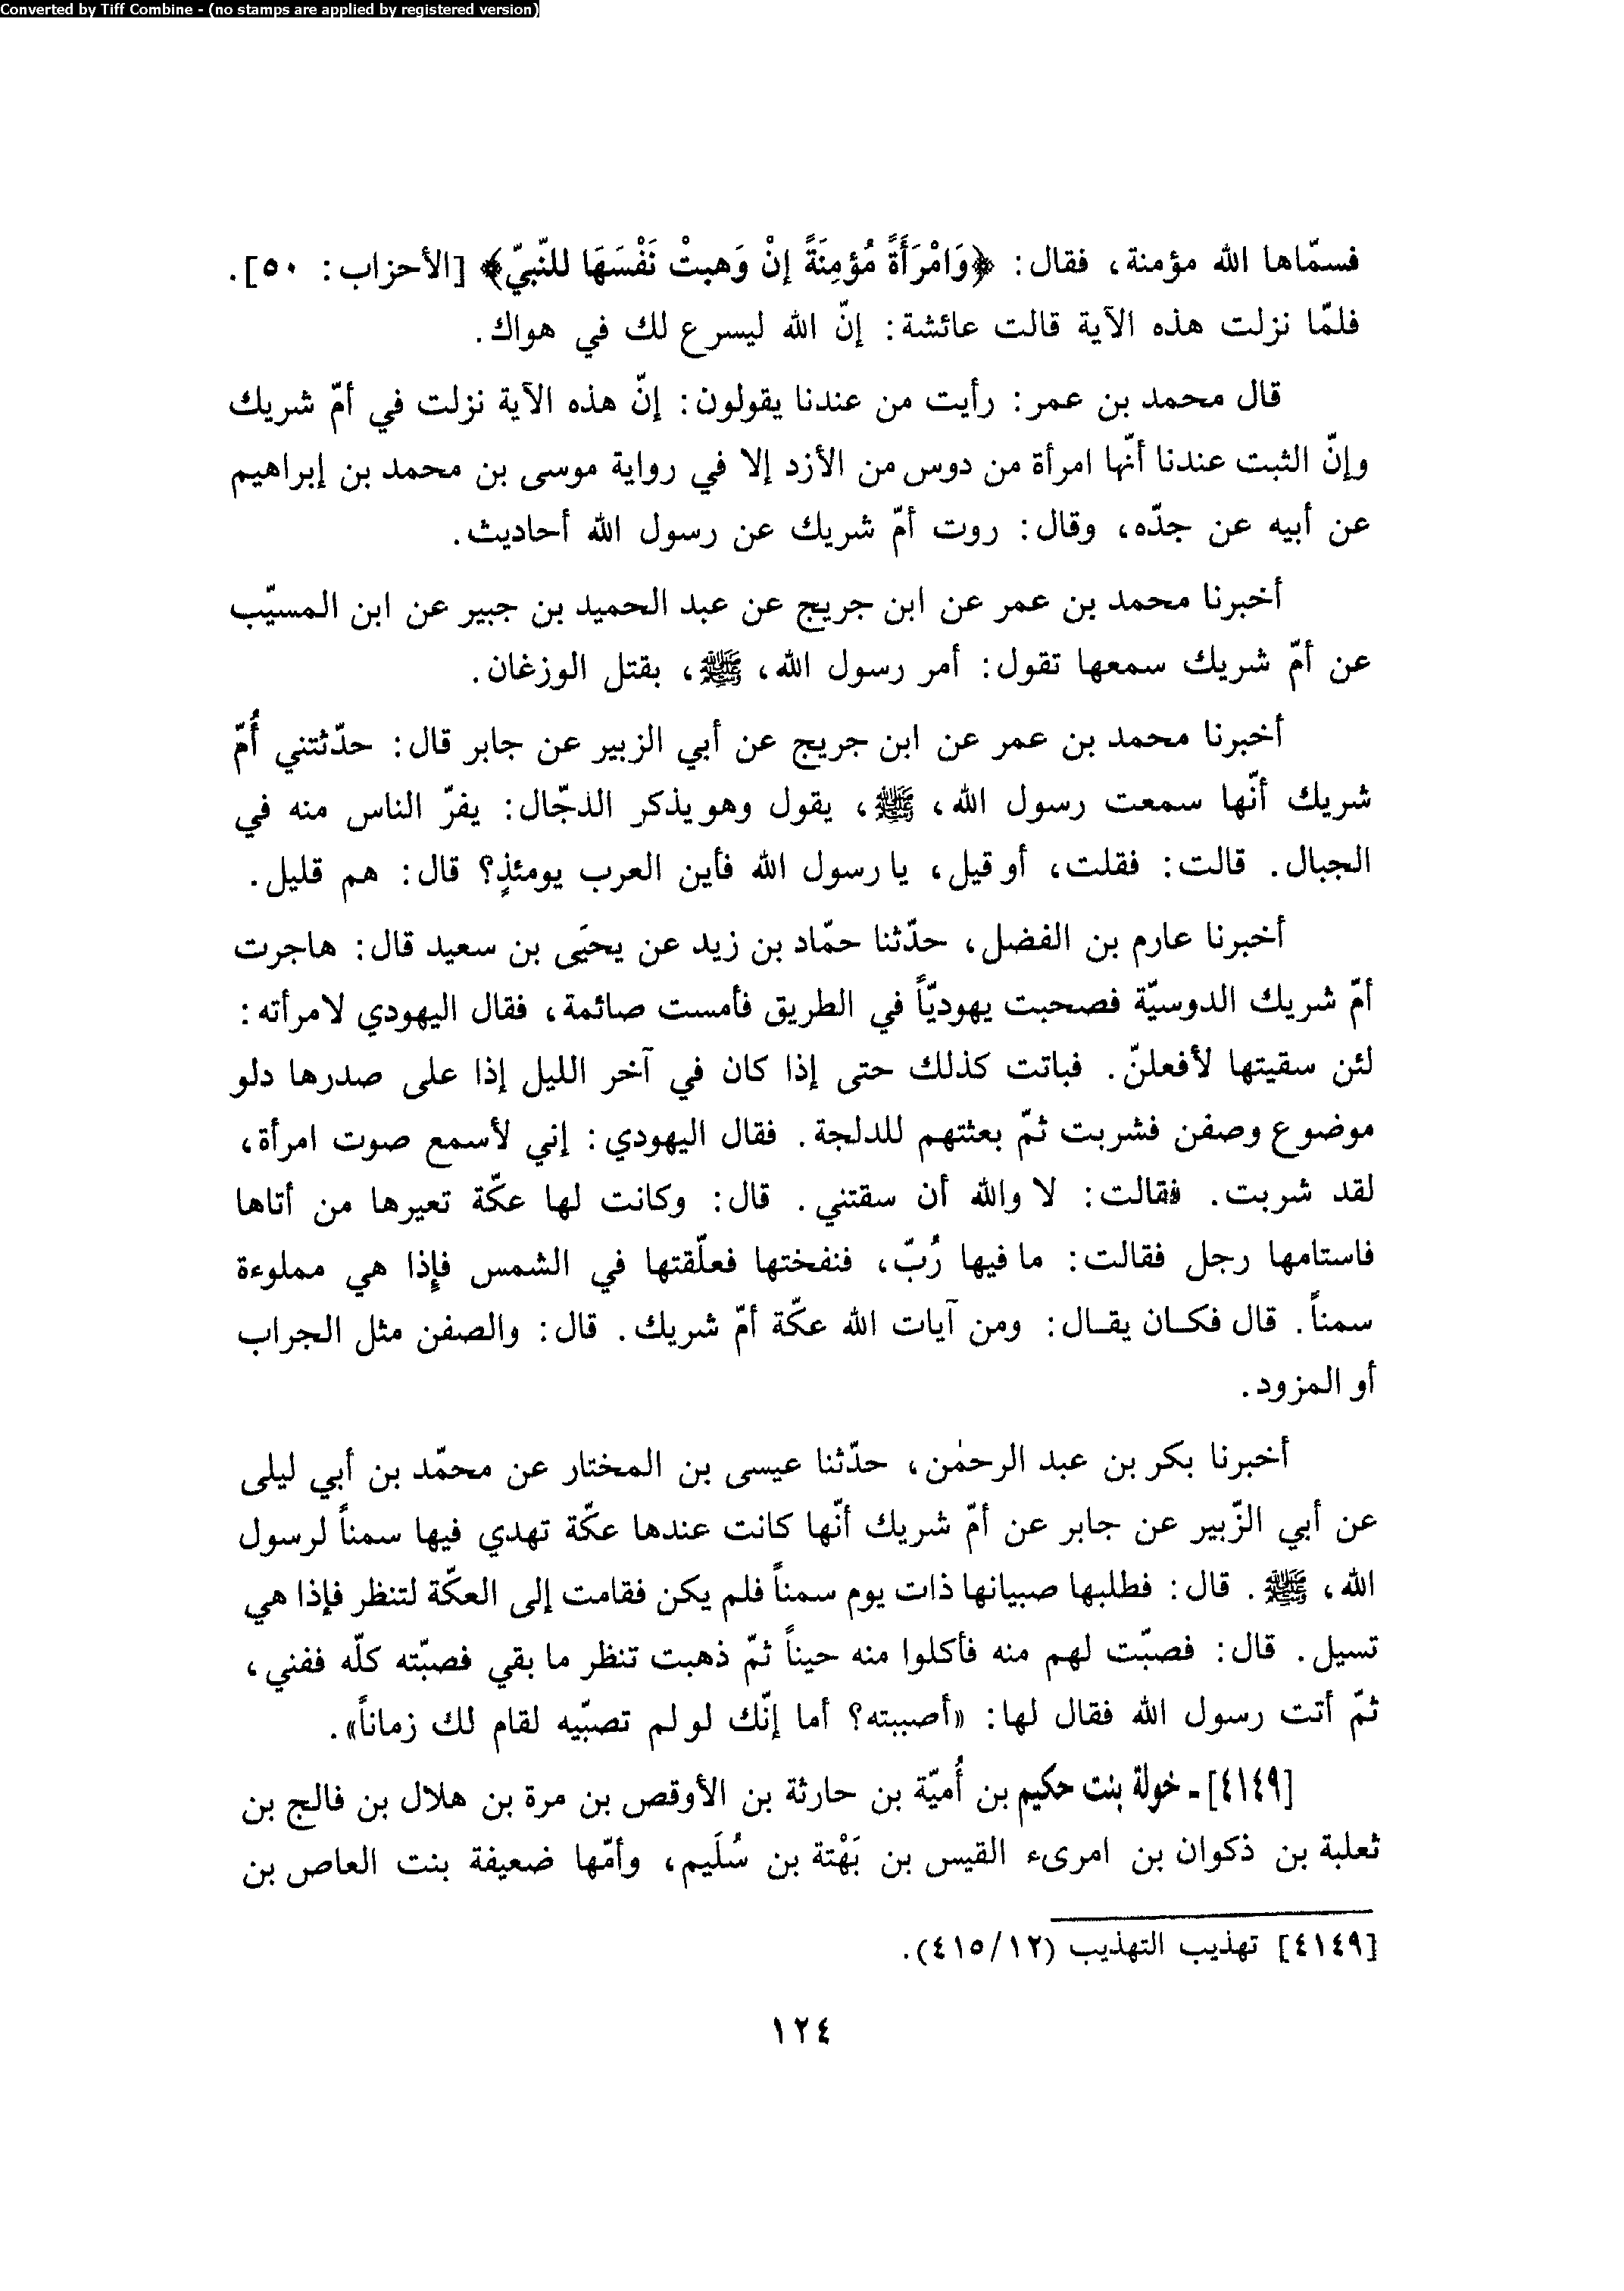 Converted by Tiff Combine - (no stamps are applied by registered version)
فسمّاها الله مؤمنة، فقال: ﴿وَامْرَأَةً مُؤمِنَةً إنْ وَهبتْ نَفْسَهَا للنّبيّ﴾ [الأحزاب: ٥٠].
فلمّا نزلت هذه الآية قالت عائشة: إنّ الله ليسرع لك في هواك.
قال محمد بن عمر: رأيت من عندنا يقولون: إنّ هذه الآية نزلت في أمّ شريك
وإنّ الثبت عندنا أنّها امرأة من دوس من الأزد إلا في رواية موسى بن محمد بن إبراهيم
عن أبيه عن جدّه، وقال: روت أمّ شريك عن رسول الله أحاديث.
أخبرنا محمد بن عمر عن ابن جريج عن عبد الحميد بن جبير عن ابن المسيّب
عن أمّ شريك سمعها تقول: أمر رسول الله، ﷺ، بقتل الوزغان.
أخبرنا محمد بن عمر عن ابن جريج عن أبي الزبير عن جابر قال: حدّثتني أُمّ
شريك أنّها سمعت رسول الله، ﷺ، يقول وهو يذكر الذجّال: يفرّ الناس منه في
الجبال. قالت: فقلت، أو قيل، يا رسول الله فأين العرب يومئذٍ؟ قال: هم قليل.
أخبرنا عارم بن الفضل، حدّثنا حمّاد بن زيد عن يحيَى بن سعيد قال: هاجرت
أمّ شريك الدوسيّة فصحبت يهوديّاً في الطريق فأمست صائمة، فقال اليهودي لامرأته:
لئن سقيتها لأفعلنّ. فباتت كذلك حتى إذا كان في آخر الليل إذا على صدرها دلو
موضوع وصفن فشربت ثمّ بعثتهم للدلجة. فقال اليهودي: إني لأسمع صوت امرأة،
لقد شربت. فقالت: لا والله أن سقتني. قال: وكانت لها عكّة تعيرها من أتاها
فاستامها رجل فقالت: ما فيها رُبّ، فنفختها فعلّقتها في الشمس فإذا هي مملوءة
سمناً. قال فكان يقال: ومن آيات الله عكّة أمّ شريك. قال: والصفن مثل الجراب
أو المزود.
أخبرنا بكر بن عبد الرحمٰن، حدّثنا عيسى بن المختار عن محمّد بن أبي ليلى
عن أبي الزّبير عن جابر عن أمّ شريك أنّها كانت عندها عكّة تهدي فيها سمناً لرسول
الله، ﷺ. قال: فطلبها صبيانها ذات يوم سمناً فلم يكن فقامت إلى العكّة لتنظر فإذا هي
تسيل. قال: فصبّت لهم منه فأكلوا منه حيناً ثمّ ذهبت تنظر ما بقي فصبّته كلّه ففني،
ثمّ أتت رسول الله فقال لها: «أصببته؟ أما إنّك لو لم تصبّيه لقام لك زماناً».
[٤١٤٩] ـ خولة بنت حكيم بن أُميّة بن حارثة بن الأوقص بن مرة بن هلال بن فالج بن
ثعلبة بن ذكوان بن امرىء القيس بن بَهْتة بن سُلَيم، وأمّها ضعيفة بنت العاص بن
[٤١٤٩] تهذيب التهذيب (٤١٥/١٢).
١٢٤